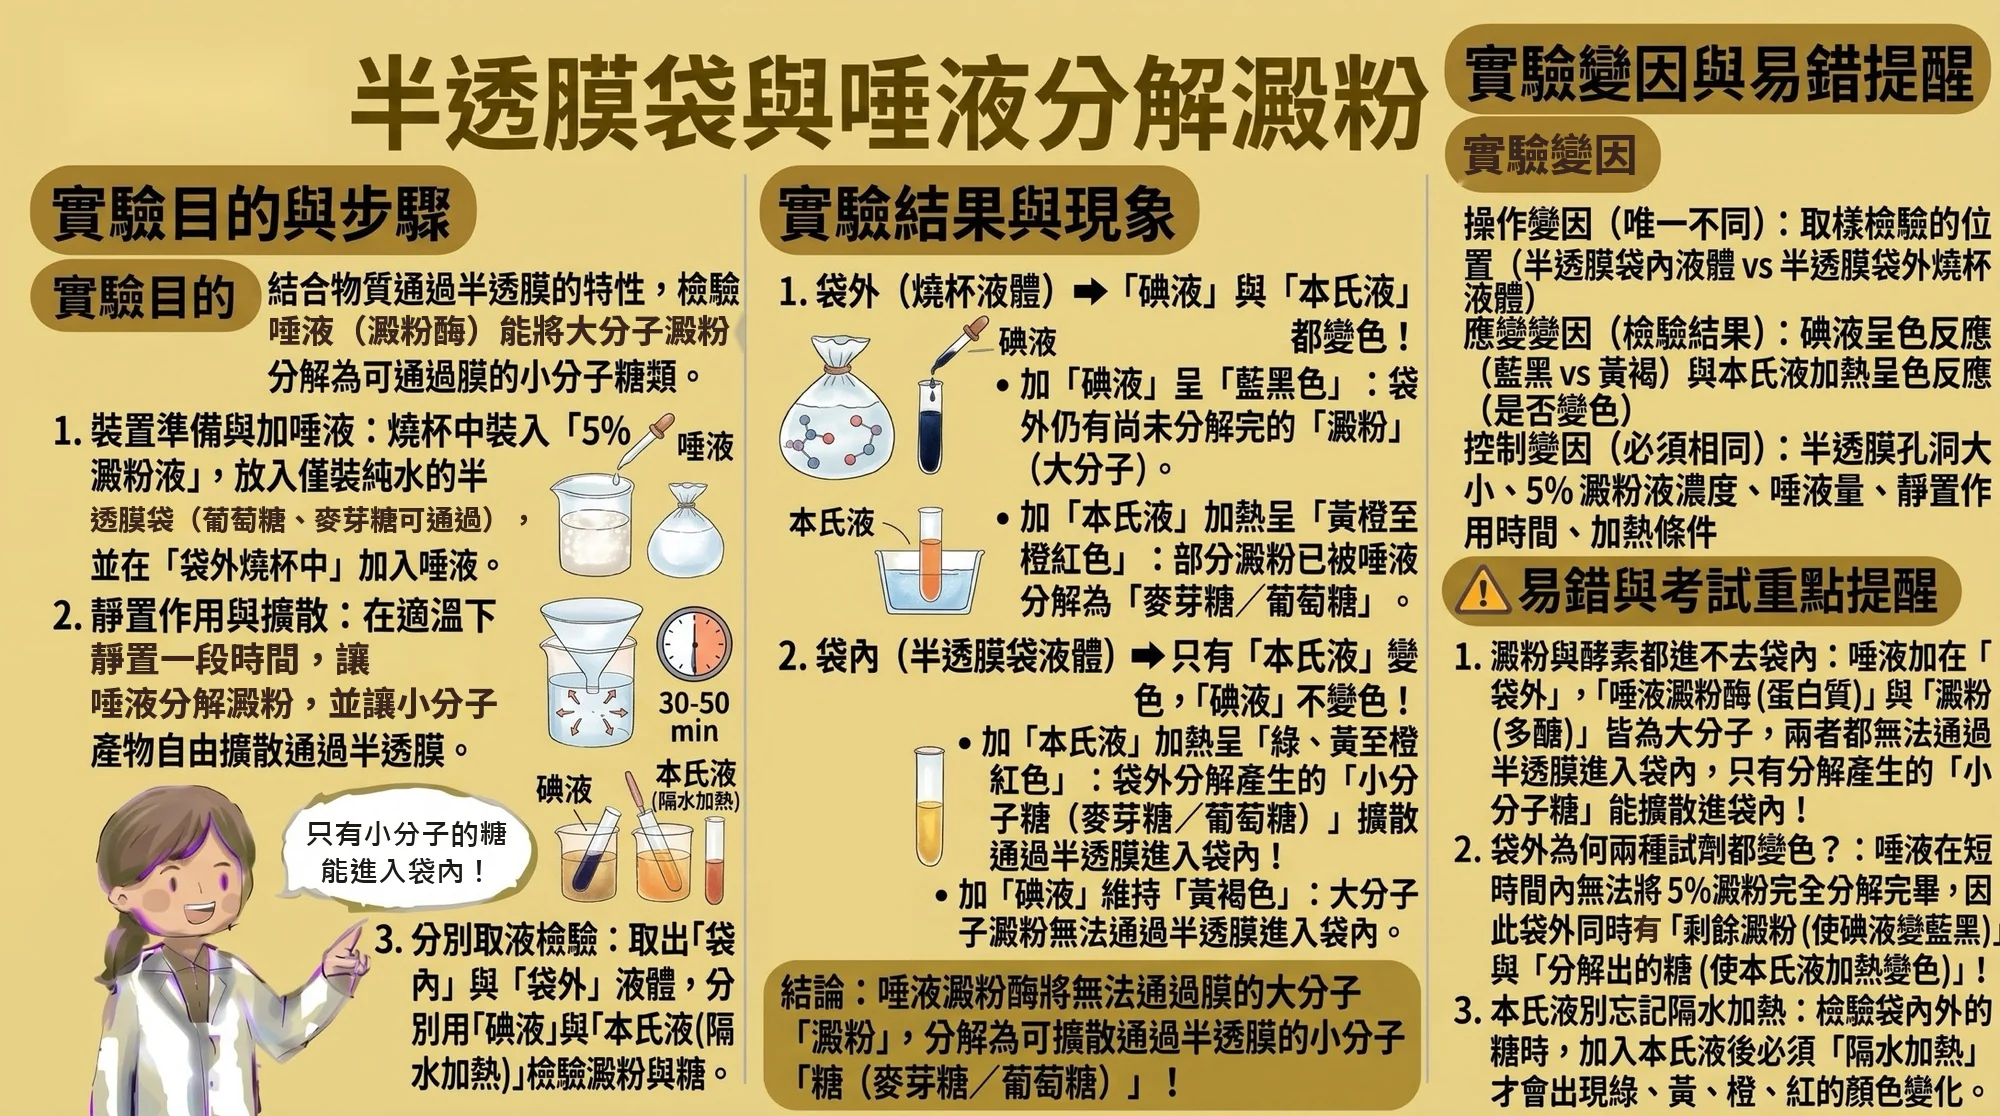 半透膜袋與唾液分解澱粉
實驗目的與步驟
實驗目的
結合物質通過半透膜的特性，檢驗
唾液（澱粉酶）能將大分子澱粉
分解為可通過膜的小分子糖類。
1. 裝置準備與加唾液：燒杯中裝入「5%
澱粉液」，放入僅裝純水的半
透膜袋（葡萄糖、麥芽糖可通過），
並在「袋外燒杯中」加入唾液。
唾液
2. 靜置作用與擴散：在適溫下
靜置一段時間，讓
唾液分解澱粉，並讓小分子
產物自由擴散通過半透膜。
30-50
min
碘液
本氏液
(隔水加熱)
只有小分子的糖
能進入袋內！
3. 分別取液檢驗：取出「袋
內」與「袋外」液體，分
別用「碘液」與「本氏液(隔
水加熱)」檢驗澱粉與糖。
實驗結果與現象
1. 袋外（燒杯液體）➡「碘液」與「本氏液」
都變色！
碘液
• 加「碘液」呈「藍黑色」：袋
外仍有尚未分解完的「澱粉」
（大分子）。
本氏液
• 加「本氏液」加熱呈「黃橙至
橙紅色」：部分澱粉已被唾液
分解為「麥芽糖／葡萄糖」。
2. 袋內（半透膜袋液體）➡只有「本氏液」變
色，「碘液」不變色！
• 加「本氏液」加熱呈「綠、黃至橙
紅色」：袋外分解產生的「小分
子糖（麥芽糖／葡萄糖）」擴散
通過半透膜進入袋內！
• 加「碘液」維持「黃褐色」：大分子
子澱粉無法通過半透膜進入袋內。
結論：唾液澱粉酶將無法通過膜的大分子
「澱粉」，分解為可擴散通過半透膜的小分子
「糖（麥芽糖／葡萄糖）」！
實驗變因與易錯提醒
實驗變因
操作變因（唯一不同）：取樣檢驗的位
置（半透膜袋內液體 vs 半透膜袋外燒杯
液體）
應變變因（檢驗結果）：碘液呈色反應
（藍黑 vs 黃褐）與本氏液加熱呈色反應
（是否變色）
控制變因（必須相同）：半透膜孔洞大
小、5% 澱粉液濃度、唾液量、靜置作
用時間、加熱條件
易錯與考試重點提醒
1. 澱粉與酵素都進不去袋內：唾液加在「
袋外」，「唾液澱粉酶 (蛋白質)」與「澱粉
(多醣)」皆為大分子，兩者都無法通過
半透膜進入袋內，只有分解產生的「小
分子糖」能擴散進袋內！
2. 袋外為何兩種試劑都變色？：唾液在短
時間內無法將 5%澱粉完全分解完畢，因
此袋外同時有「剩餘澱粉 (使碘液變藍黑)」
與「分解出的糖 (使本氏液加熱變色)」！
3. 本氏液別忘記隔水加熱：檢驗袋內外的
糖時，加入本氏液後必須「隔水加熱」
才會出現綠、黃、橙、紅的顏色變化。